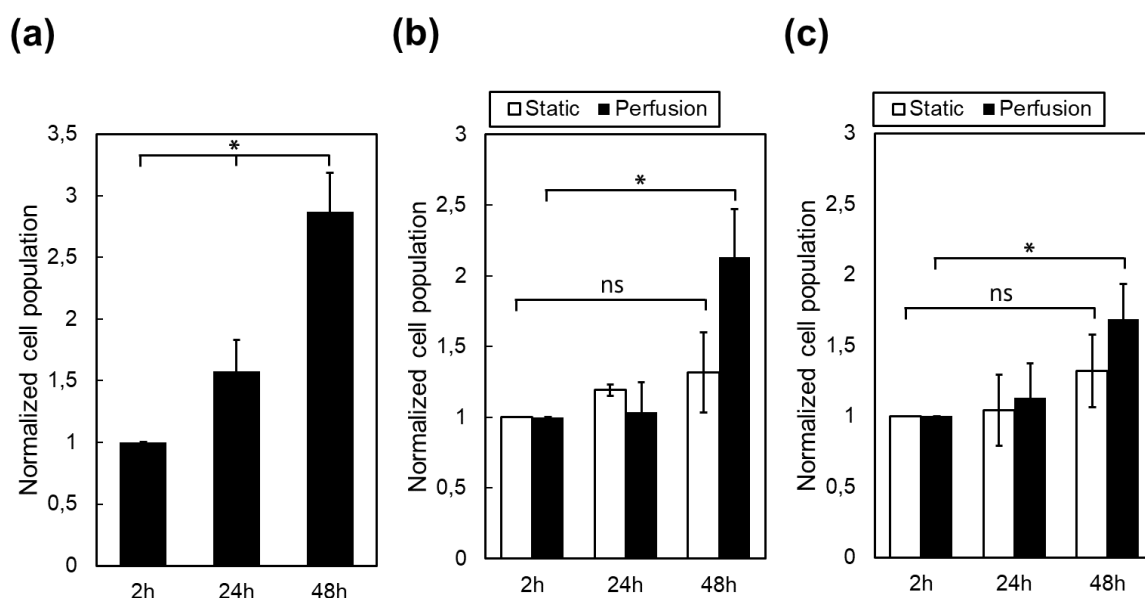 (a)
Normalized cell population
3,5
3
2,5
2
1,5
1
0,5
0
*
2h 24h 48h
(b)
Static Perfusion
Normalized cell population
3
2,5
2
1,5
1
0,5
0
*
ns
2h 24h 48h
(c)
Static Perfusion
Normalized cell population
3
2,5
2
1,5
1
0,5
0
*
ns
2h 24h 48h